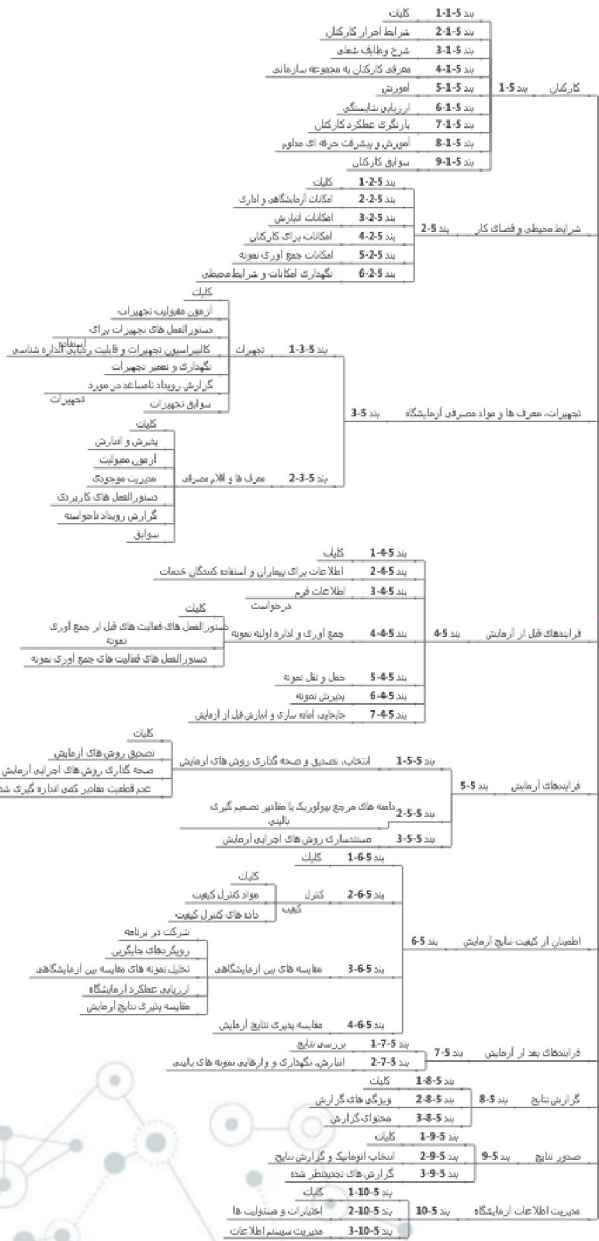 کارکنان بند 5-1
بند 5-1-1 کلیات
بند 5-1-2 شرایط احراز کارکنان
بند 5-1-3 شرح وظایف شغلی
بند 5-1-4 معرفی کارکنان به مجموعه سازمانی
بند 5-1-5 آموزش
بند 5-1-6 ارزیابی شایستگی
بند 5-1-7 بازنگری عملکرد کارکنان
بند 5-1-8 آموزش و پیشرفت حرفه ای مداوم
بند 5-1-9 سوابق کارکنان
شرایط محیطی و فضای کار بند 5-2
بند 5-2-1 کلیات
بند 5-2-2 امکانات آزمایشگاهی و اداری
بند 5-2-3 امکانات انبارش
بند 5-2-4 امکانات برای کارکنان
بند 5-2-5 امکانات جمع آوری نمونه
بند 5-2-6 نگهداری امکانات و شرایط محیطی
تجهیزات، معرف ها و مواد مصرفی آزمایشگاه بند 5-3
بند 5-3-1 تجهیزات
کلیات
آزمون مقبولیت تجهیزات
دستورالعمل های تجهیزات برای
استفاده
کالیبراسیون تجهیزات و قابلیت ردیابی اندازه شناسی
نگهداری و تعمیر تجهیزات
گزارش رویداد نامساعد در مورد
تجهیزات
سوابق تجهیزات
بند 5-3-2 معرف ها و اقلام مصرفی
کلیات
پذیرش و انبارش
آزمون مقبولیت
مدیریت موجودی
دستورالعمل های کاربردی
گزارش رویداد ناخواسته
سوابق
فرایندهای قبل از آزمایش بند 5-4
بند 5-4-1 کلیات
بند 5-4-2 اطلاعات برای بیماران و استفاده کنندگان خدمات
بند 5-4-3 اطلاعات فرم
درخواست
بند 5-4-4 جمع آوری و اداره اولیه نمونه
کلیات
دستورالعمل های فعالیت های قبل از جمع آوری
نمونه
دستورالعمل های فعالیت های جمع آوری نمونه
بند 5-4-5 حمل و نقل نمونه
بند 5-4-6 پذیرش نمونه
بند 5-4-7 جابجایی، آماده سازی و انبارش قبل از آزمایش
فرایندهای آزمایش بند 5-5
بند 5-5-1 انتخاب، تصدیق و صحه گذاری روش های آزمایش
کلیات
تصدیق روش های آزمایش
صحه گذاری روش های اجرایی آزمایش
عدم قطعیت مقادیر کمی اندازه گیری شد
بند 5-5-2 دامنه های مرجع بیولوژیک یا مقادیر تصمیم گیری
بالینی
بند 5-5-3 مستندسازی روش های اجرایی آزمایش
اطمینان از کیفیت نتایج آزمایش بند 5-6
بند 5-6-1 کلیات
بند 5-6-2 کنترل
کیفیت
کلیات
مواد کنترل کیفیت
داده های کنترل کیفیت
بند 5-6-3 مقایسه های بین آزمایشگاهی
شرکت در برنامه
رویکردهای جایگزین
تحلیل نمونه های مقایسه بین آزمایشگاهی
ارزیابی عملکرد آزمایشگاه
مقایسه پذیری نتایج آزمایش
بند 5-6-4 مقایسه پذیری نتایج آزمایش
فرایندهای بعد از آزمایش بند 5-7
بند 5-7-1 بررسی نتایج
بند 5-7-2 انبارش، نگهداری و وارهایی نمونه های بالینی
گزارش نتایج بند 5-8
بند 5-8-1 کلیات
بند 5-8-2 ویژگی های گزارش
بند 5-8-3 محتوای گزارش
صدور نتایج بند 5-9
بند 5-9-1 کلیات
بند 5-9-2 انتخاب اتوماتیک و گزارش نتایج
بند 5-9-3 گزارش های تجدیدنظر شده
مدیریت اطلاعات آزمایشگاه بند 5-10
بند 5-10-1 کلیات
بند 5-10-2 اختیارات و مسئولیت ها
بند 5-10-3 مدیریت سیستم اطلاعات